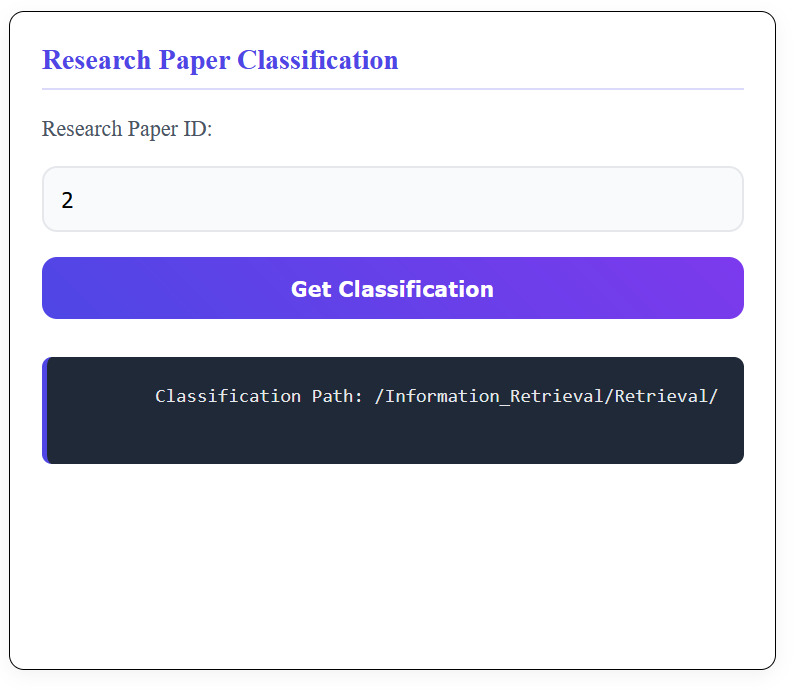 Research Paper Classification
Research Paper ID:
2
Get Classification
Classification Path: /Information_Retrieval/Retrieval/